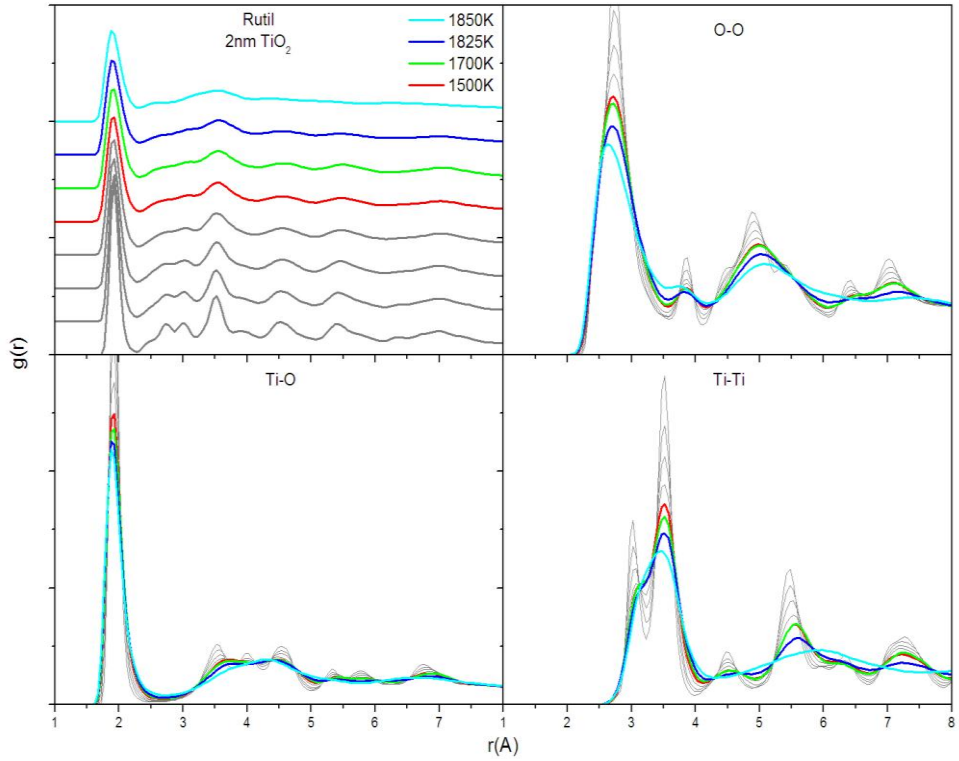 Rutil
2nm TiO₂
1850K
1825K
1700K
1500K
O-O
g(r)
Ti-O
Ti-Ti
1 2 3 4 5 6 7 1 2 3 4 5 6 7 8
r(A)